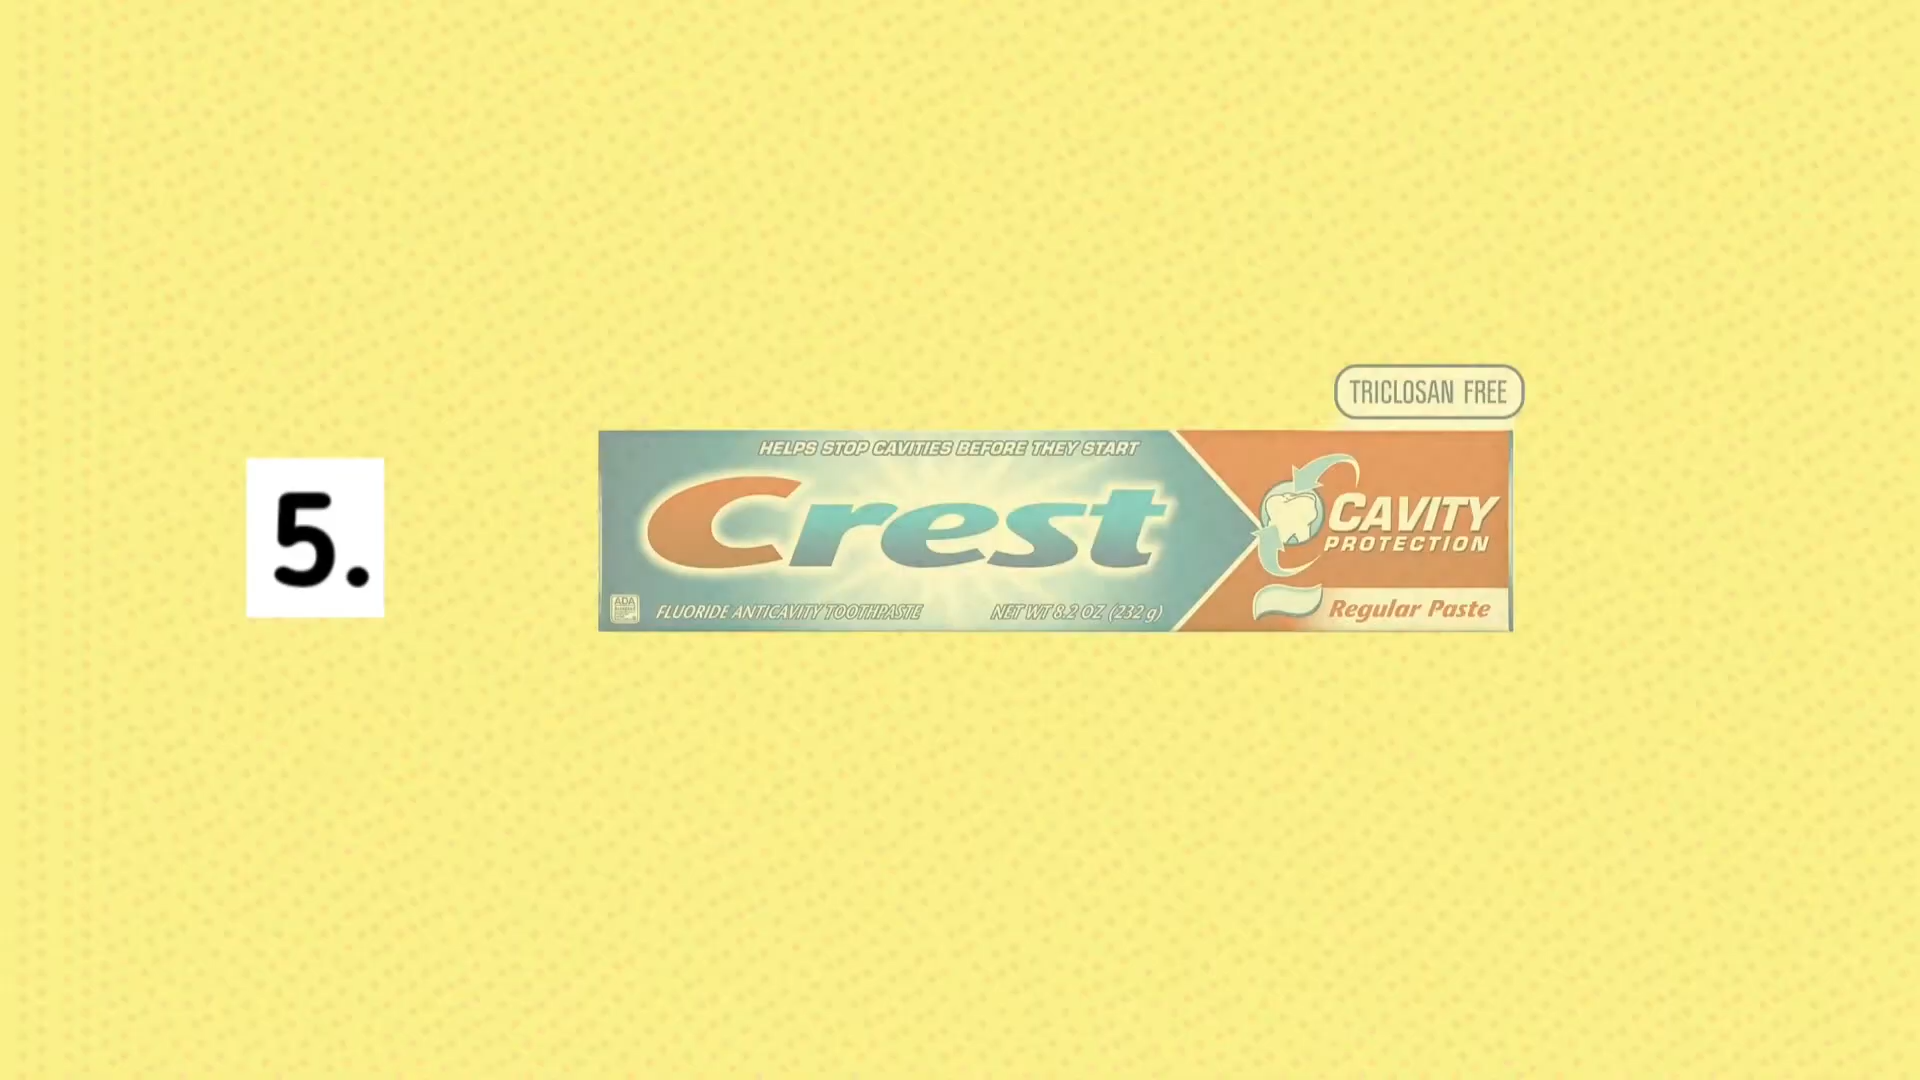 TRICLOSAN FREE
HELPS STOP CAVITIES BEFORE THEY START
Crest
CAVITY
PROTECTION
5.
ADA
FLUORIDE ANTICAVITY TOOTHPASTE
NET WT 8.2 OZ (232 g)
Regular Paste